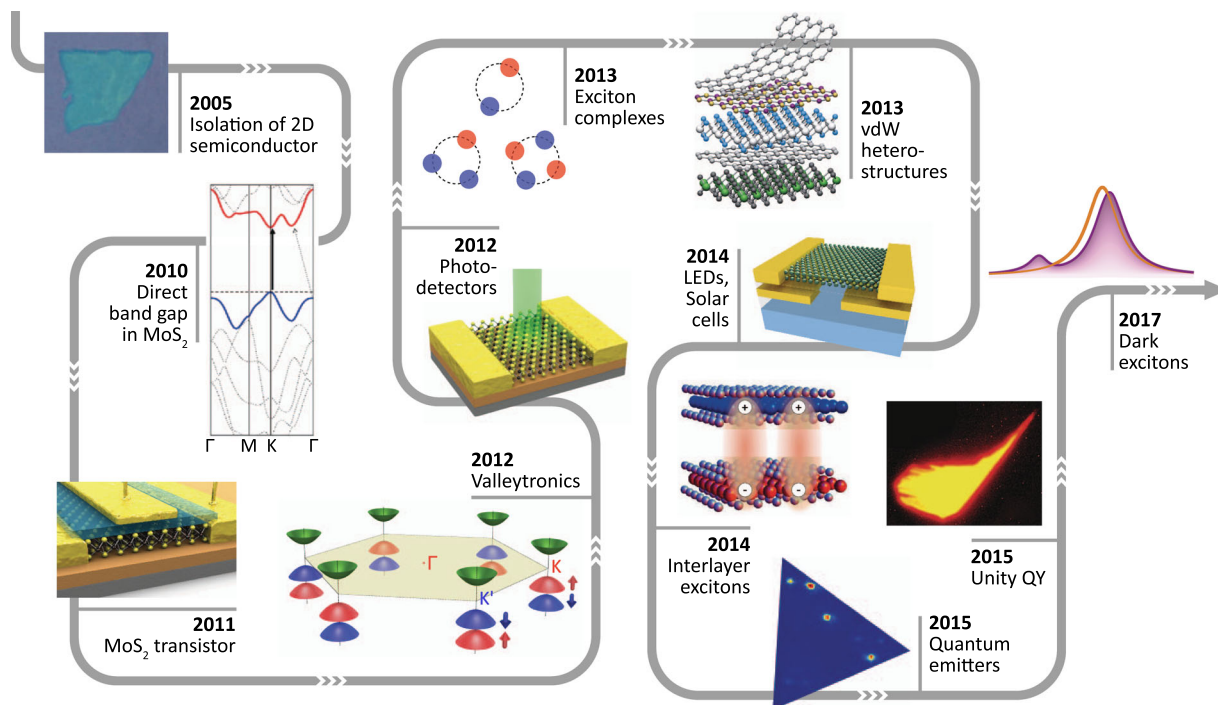 2005
Isolation of 2D
semiconductor
2010
Direct
band gap
in MoS₂
Γ M K Γ
2011
MoS₂ transistor
2012
Valleytronics
Γ
K
K'
2012
Photo-
detectors
2013
Exciton
complexes
2013
vdW
hetero-
structures
2014
LEDs,
Solar
cells
+ +
- -
2014
Interlayer
excitons
2015
Quantum
emitters
2015
Unity QY
2017
Dark
excitons